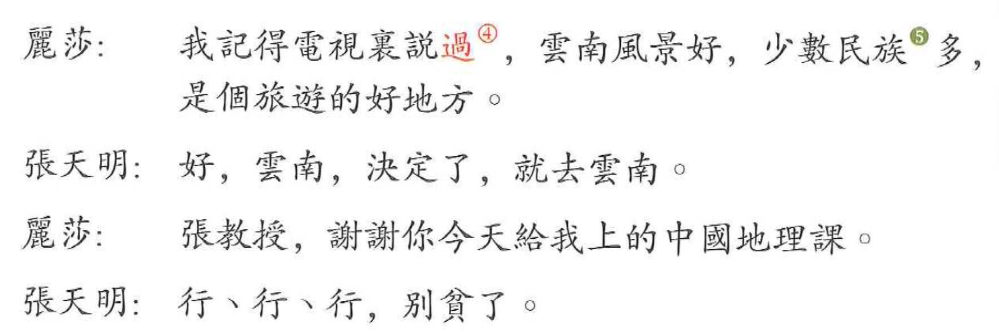 麗莎: 我記得電視裏說過④，雲南風景好，少數民族⑤多，
是個旅遊的好地方。
張天明: 好，雲南，決定了，就去雲南。
麗莎: 張教授，謝謝你今天給我上的中國地理課。
張天明: 行、行、行，別貧了。